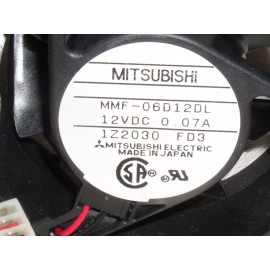 MITSUBISHI
MMF-06D12DL
12VDC 0.07A
1Z2030 FD3
MITSUBISHI ELECTRIC
MADE IN JAPAN